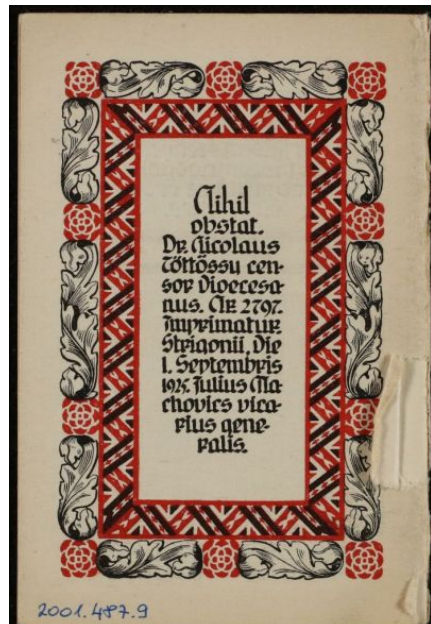 Nihil
obstat.
Dr. Nicolaus
Töttössy cen-
sor Dioecesa
nus. Nr. 2797.
Imprimatur
Strigonii, Die
1. Septembris
1925. Julius Ma
chovics vica-
rius gene-
ralis.
2001.487.9